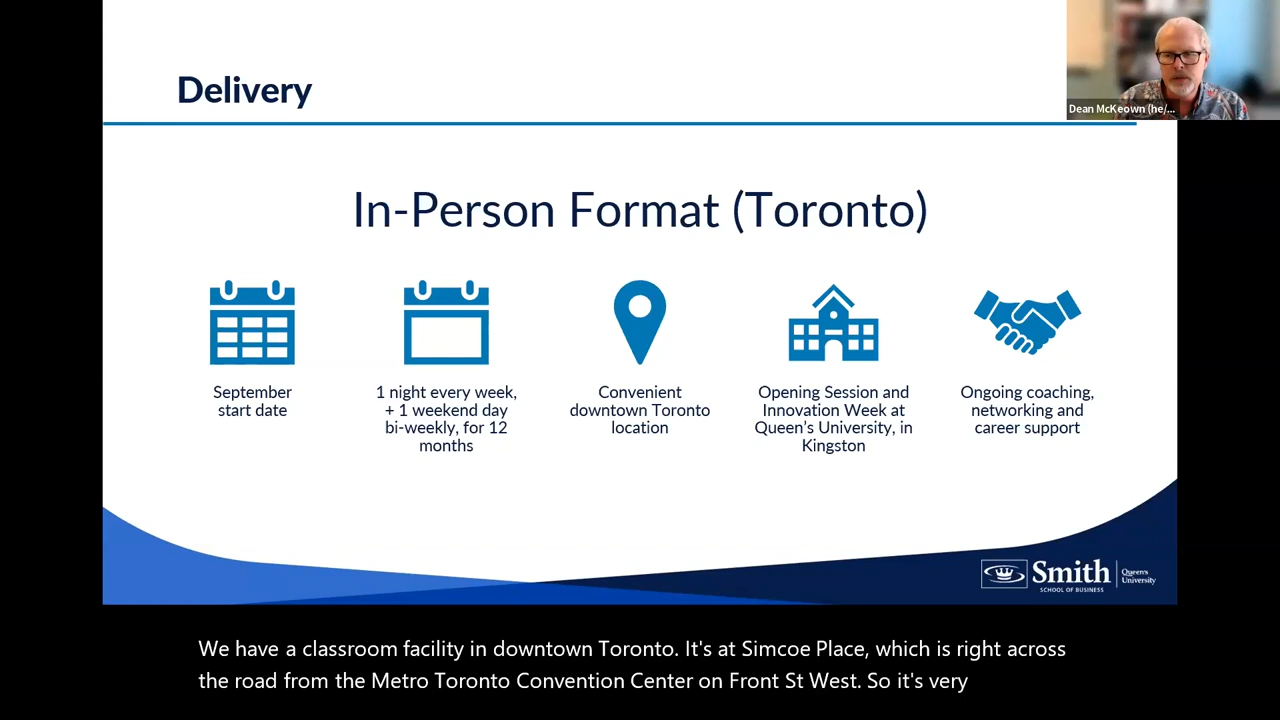 Delivery
Dean McKeown (he/...
In-Person Format (Toronto)
September
start date
1 night every week,
+ 1 weekend day
bi-weekly, for 12
months
Convenient
downtown Toronto
location
Opening Session and
Innovation Week at
Queen's University, in
Kingston
Ongoing coaching,
networking and
career support
Smith
SCHOOL OF BUSINESS
Queen's
University
We have a classroom facility in downtown Toronto. It's at Simcoe Place, which is right across
the road from the Metro Toronto Convention Center on Front St West. So it's very